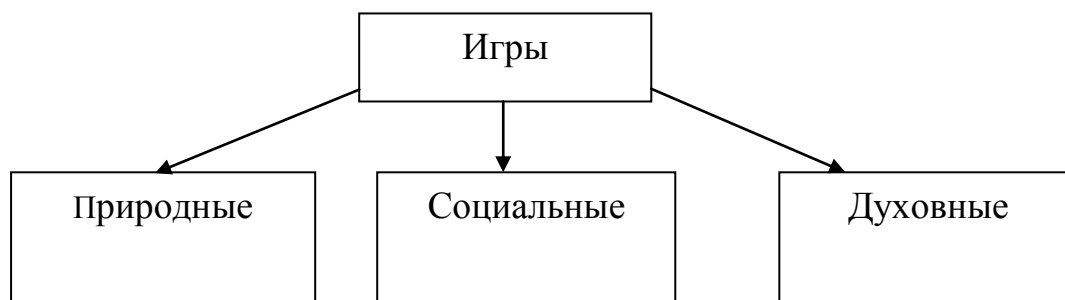 Игры
Природные
Социальные
Духовные